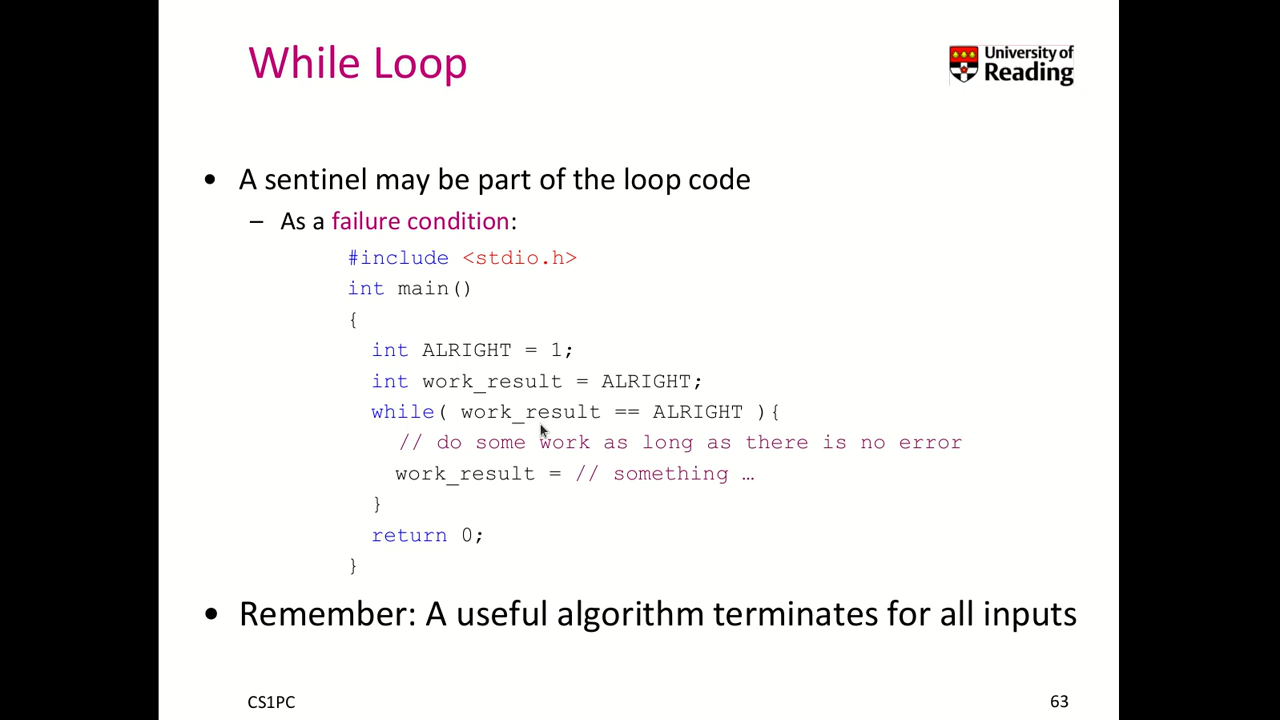 While Loop
University of
Reading
• A sentinel may be part of the loop code
– As a failure condition:
#include <stdio.h>
int main()
{
int ALRIGHT = 1;
int work_result = ALRIGHT;
while( work_result == ALRIGHT ){
// do some work as long as there is no error
work_result = // something …
}
return 0;
}
• Remember: A useful algorithm terminates for all inputs
CS1PC
63